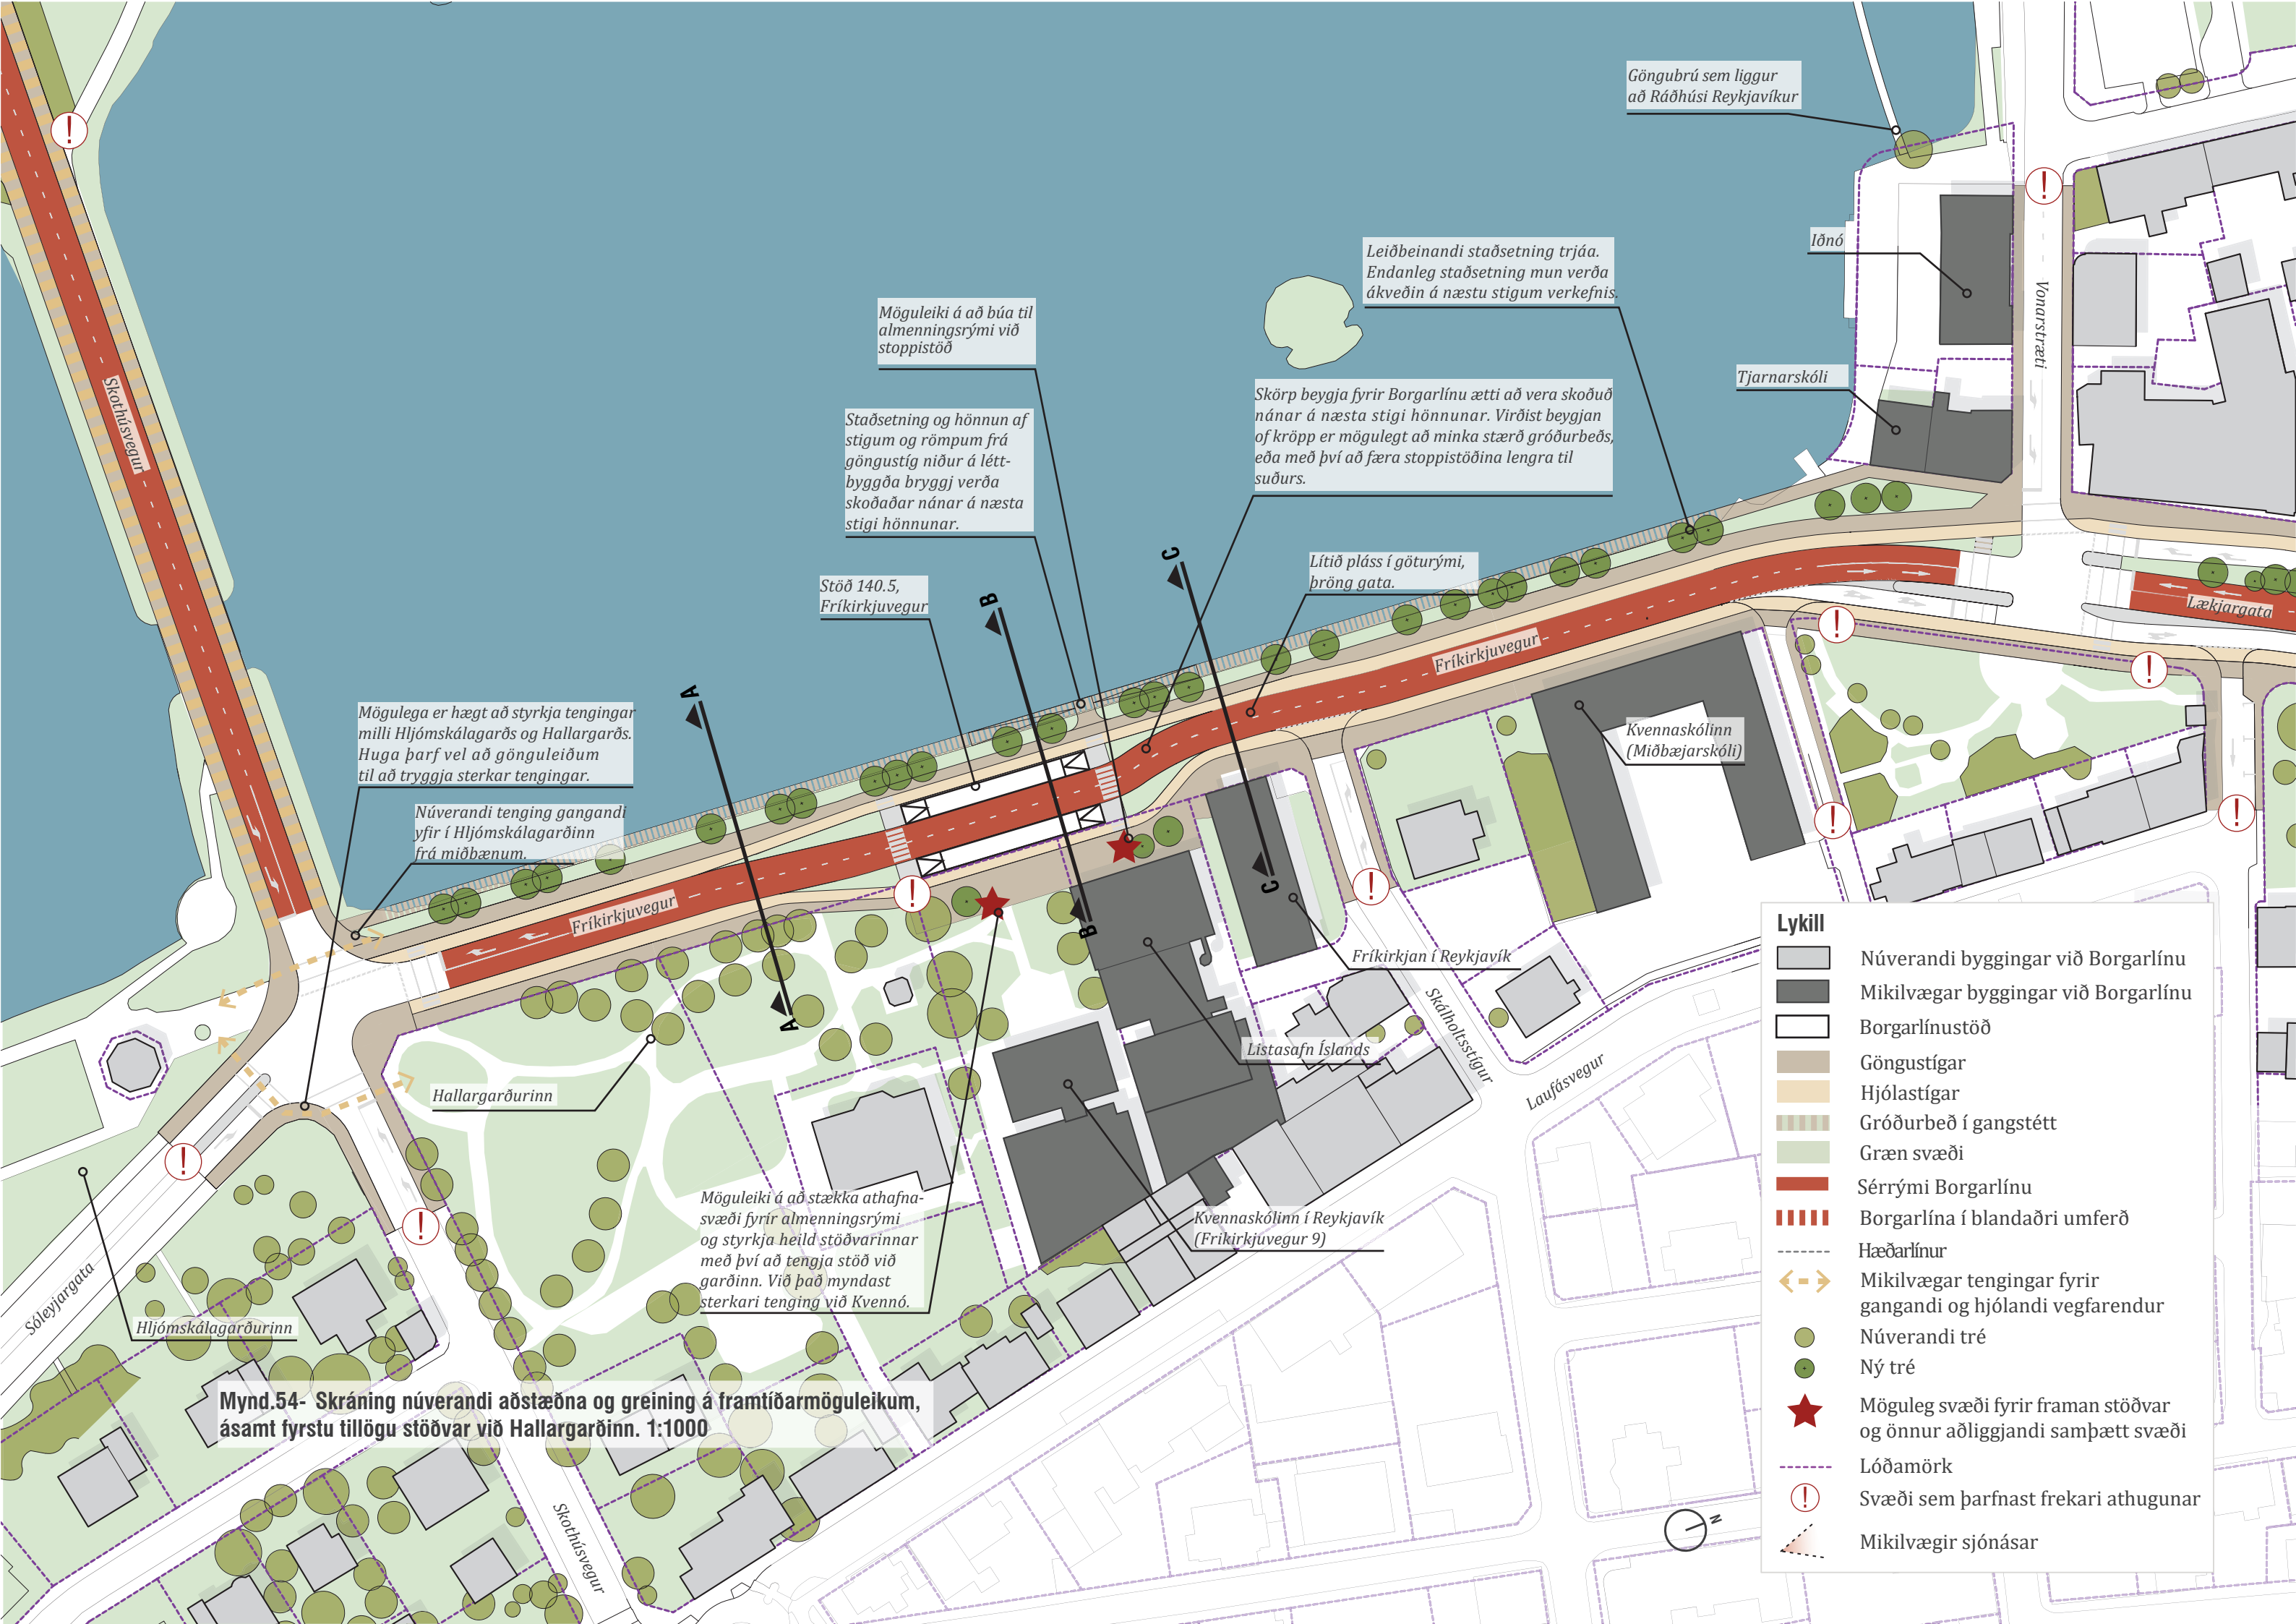 Göngubrú sem liggur
að Ráðhúsi Reykjavíkur
Iðnó
Vonarstræti
Tjarnarskóli
Leiðbeinandi staðsetning trjáa.
Endanleg staðsetning mun verða
ákveðin á næstu stigum verkefnis.
Möguleiki á að búa til
almenningsrými við
stoppistöð
Skörp beygja fyrir Borgarlínu ætti að vera skoðuð
nánar á næsta stigi hönnunar. Virðist beygjan
of kröpp er mögulegt að minka stærð gróðurbeðs,
eða með því að færa stoppistöðina lengra til
suðurs.
Staðsetning og hönnun af
stigum og römpum frá
göngustíg niður á létt-
byggða bryggj verða
skoðaðar nánar á næsta
stigi hönnunar.
Skothúsvegur
Lítið pláss í göturými,
þröng gata.
Stöð 140.5,
Fríkirkjuvegur
C
B
A
Lækjargata
Fríkirkjuvegur
Mögulega er hægt að styrkja tengingar
milli Hljómskálagarðs og Hallargarðs.
Huga þarf vel að gönguleiðum
til að tryggja sterkar tengingar.
Kvennaskólinn
(Miðbæjarskóli)
Núverandi tenging gangandi
yfir í Hljómskálagarðinn
frá miðbænum.
C
Fríkirkjuvegur
B
Fríkirkjan í Reykjavík
A
Skálholtsstígur
Listasafn Íslands
Laufásvegur
Hallargarðurinn
Möguleiki á að stækka athafna-
svæði fyrir almenningsrými
og styrkja heild stöðvarinnar
með því að tengja stöð við
garðinn. Við það myndast
sterkari tenging við Kvennó.
Kvennaskólinn í Reykjavík
(Frikirkjuvegur 9)
Sóleyjargata
Hljómskálagarðurinn
Mynd.54- Skráning núverandi aðstæðna og greining á framtíðarmöguleikum,
ásamt fyrstu tillögu stöðvar við Hallargarðinn. 1:1000
Skothúsvegur
N
Lykill
Núverandi byggingar við Borgarlínu
Mikilvægar byggingar við Borgarlínu
Borgarlínustöð
Göngustígar
Hjólastígar
Gróðurbeð í gangstétt
Græn svæði
Sérrými Borgarlínu
Borgarlína í blandaðri umferð
Hæðarlínur
Mikilvægar tengingar fyrir
gangandi og hjólandi vegfarendur
Núverandi tré
Ný tré
Möguleg svæði fyrir framan stöðvar
og önnur aðliggjandi samþætt svæði
Lóðamörk
Svæði sem þarfnast frekari athugunar
Mikilvægir sjónásar